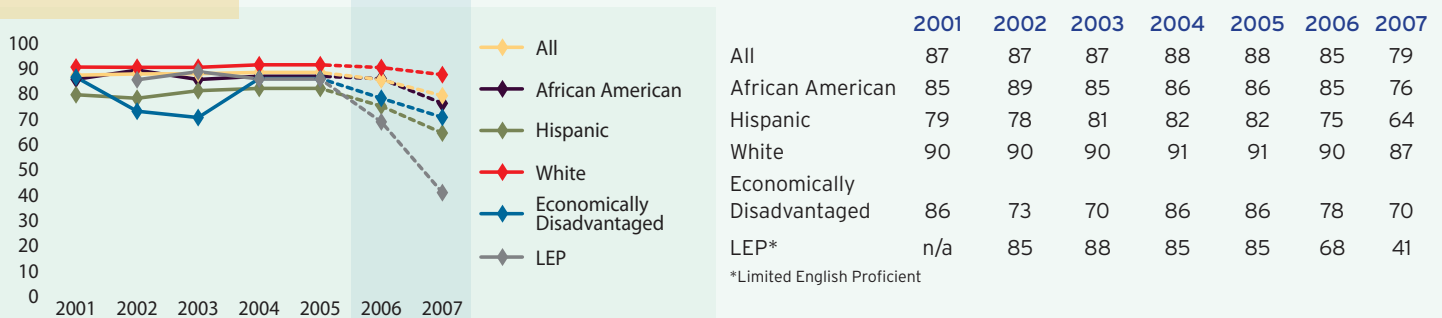 100
90
80
70
60
50
40
30
20
10
0
2001 2002 2003 2004 2005 2006 2007
All
African American
Hispanic
White
Economically
Disadvantaged
LEP
2001 2002 2003 2004 2005 2006 2007
All 87 87 87 88 88 85 79
African American 85 89 85 86 86 85 76
Hispanic 79 78 81 82 82 75 64
White 90 90 90 91 91 90 87
Economically
Disadvantaged 86 73 70 86 86 78 70
LEP* n/a 85 88 85 85 68 41
*Limited English Proficient